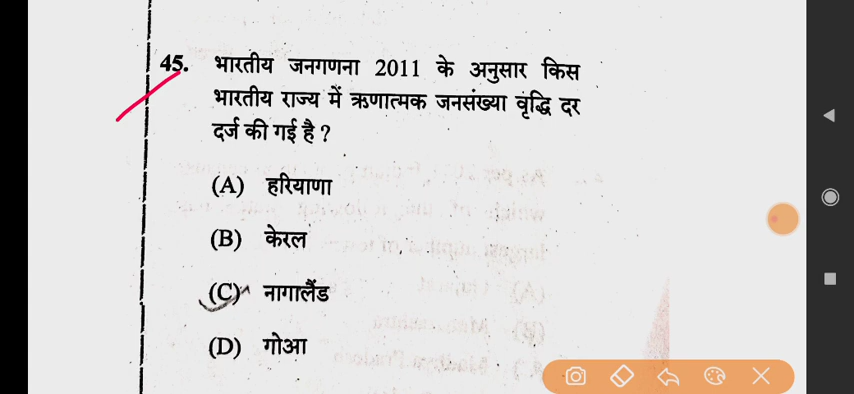 45. भारतीय जनगणना 2011 के अनुसार किस
भारतीय राज्य में ऋणात्मक जनसंख्या वृद्धि दर
दर्ज की गई है ?
(A) हरियाणा
(B) केरल
(C) नागालैंड
(D) गोआ